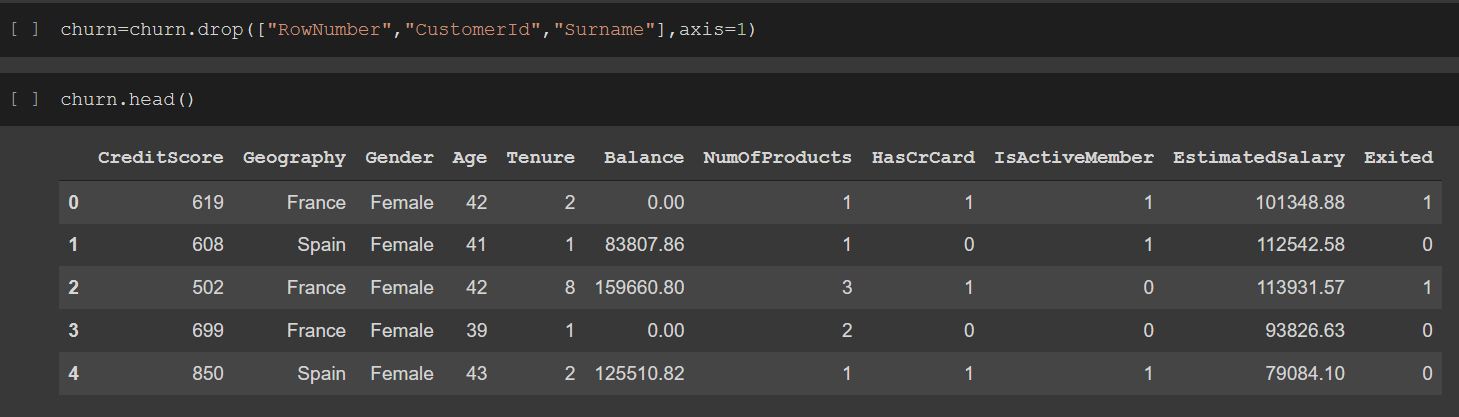 [ ] churn=churn.drop(["RowNumber","CustomerId","Surname"],axis=1)
[ ] churn.head()
CreditScore Geography Gender Age Tenure Balance NumOfProducts HasCrCard IsActiveMember EstimatedSalary Exited
0 619 France Female 42 2 0.00 1 1 1 101348.88 1
1 608 Spain Female 41 1 83807.86 1 0 1 112542.58 0
2 502 France Female 42 8 159660.80 3 1 0 113931.57 1
3 699 France Female 39 1 0.00 2 0 0 93826.63 0
4 850 Spain Female 43 2 125510.82 1 1 1 79084.10 0